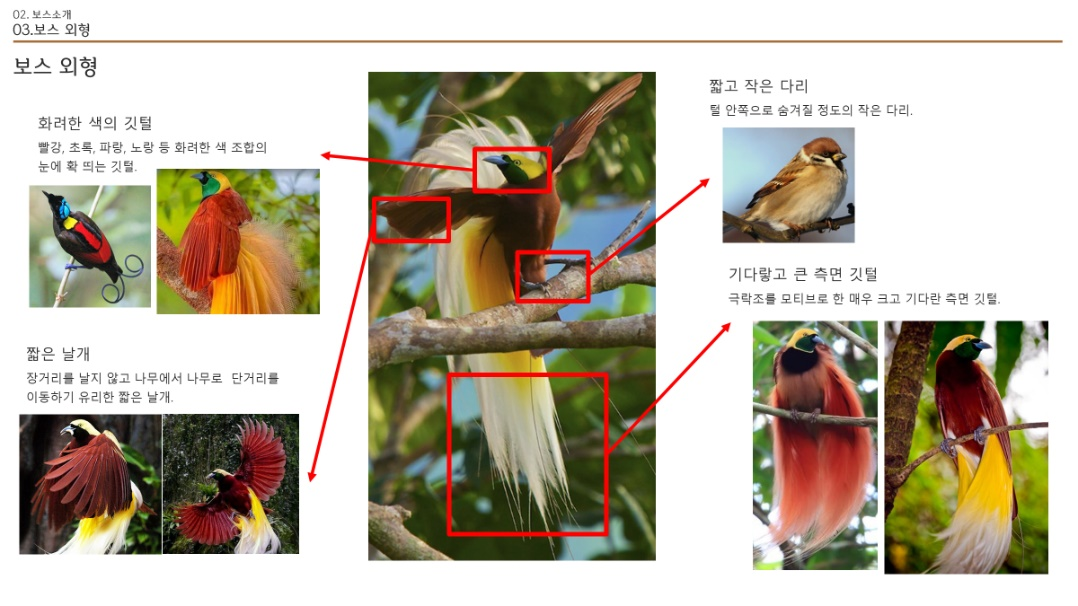 02. 보스소개
03.보스 외형
보스 외형
화려한 색의 깃털
빨강, 초록, 파랑, 노랑 등 화려한 색 조합의
눈에 확 띄는 깃털.
짧은 날개
장거리를 날지 않고 나무에서 나무로 단거리를
이동하기 유리한 짧은 날개.
짧고 작은 다리
털 안쪽으로 숨겨질 정도의 작은 다리.
기다랗고 큰 측면 깃털
극락조를 모티브로 한 매우 크고 기다란 측면 깃털.